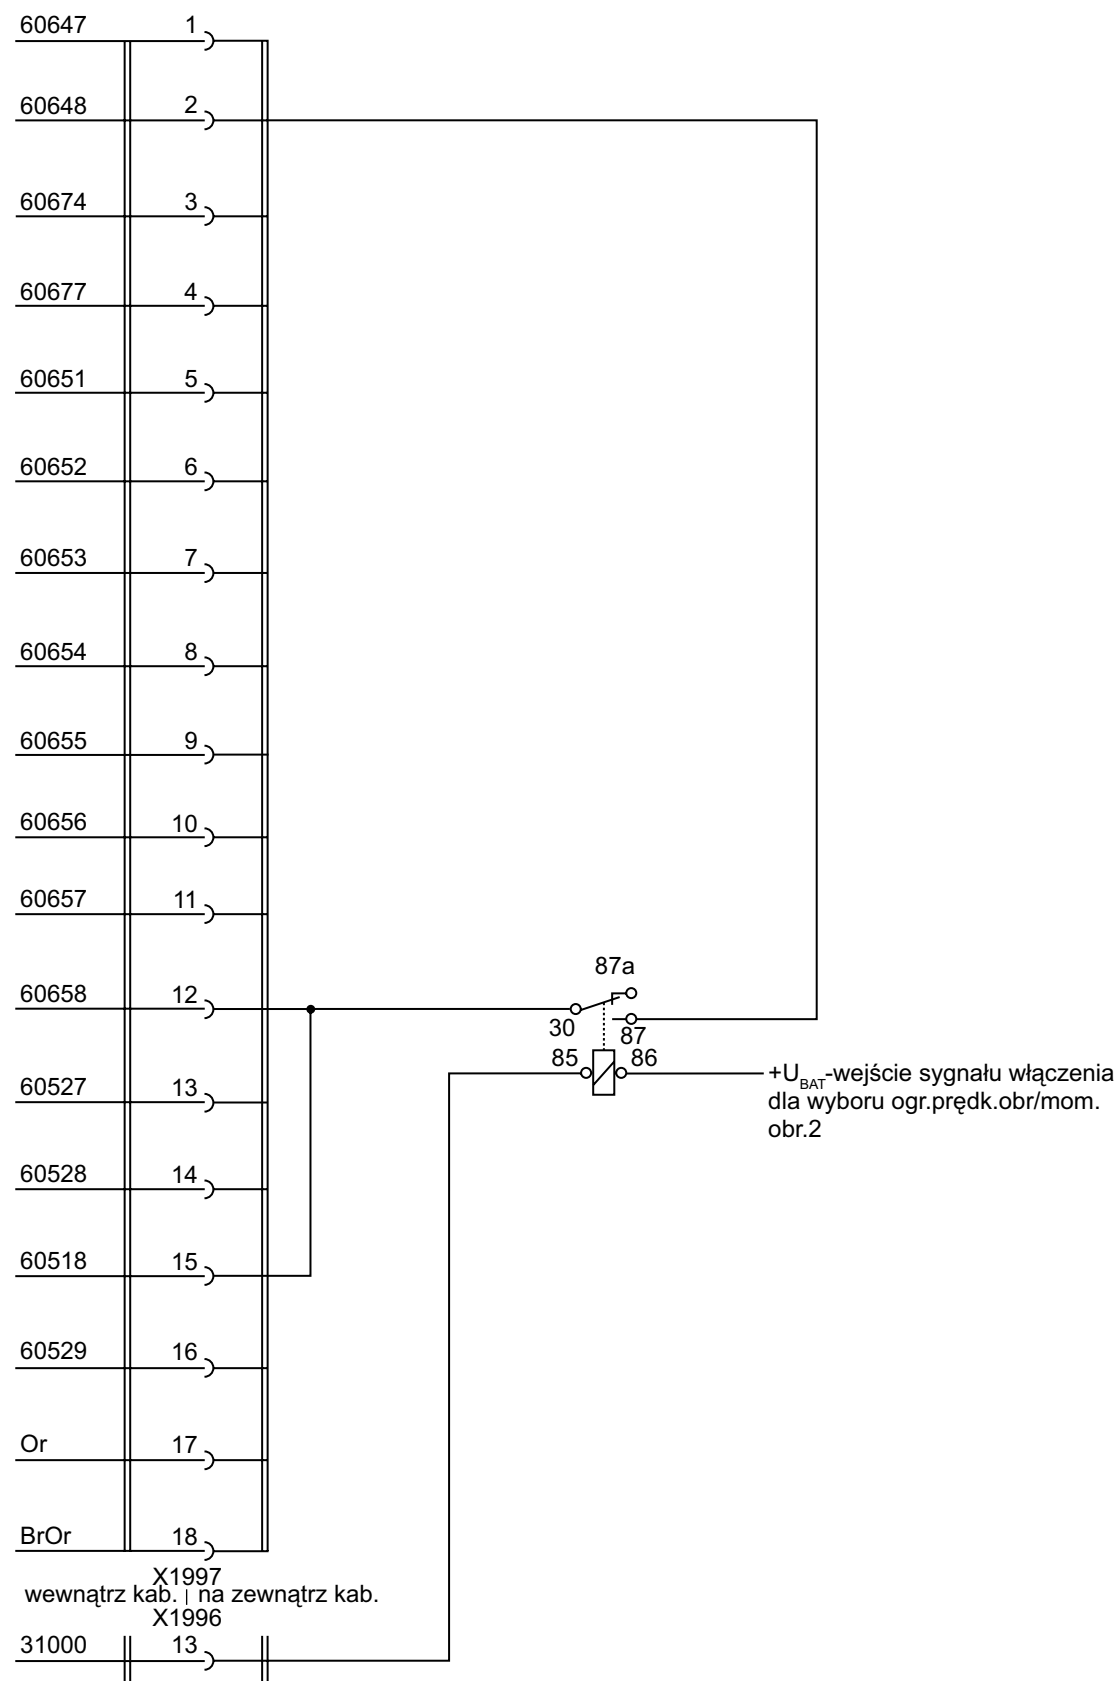 60647 1
60648 2
60674 3
60677 4
60651 5
60652 6
60653 7
60654 8
60655 9
60656 10
60657 11
87a
60658 12
30
87
85
86
+UBAT-wejście sygnału włączenia
dla wyboru ogr.prędk.obr/mom.
obr.2
60527 13
60528 14
60518 15
60529 16
Or 17
BrOr 18
X1997
wewnątrz kab. | na zewnątrz kab.
X1996
31000 13